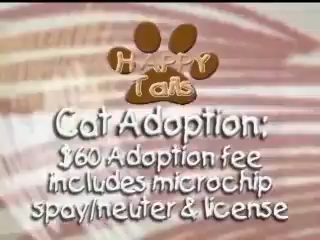 HAPPY
Tails
Cat Adoption:
$60 Adoption fee
includes microchip
spay/neuter & license